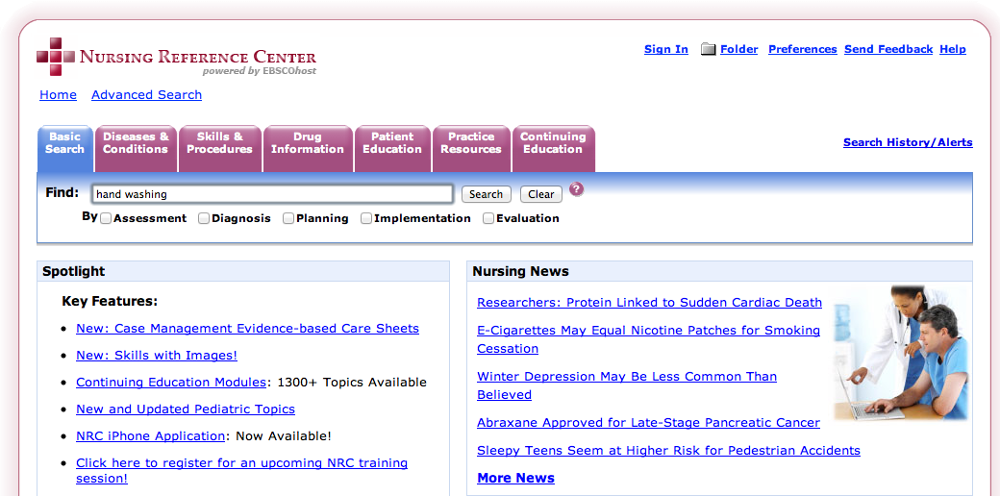 NURSING REFERENCE CENTER
powered by EBSCOhost
Sign In Folder Preferences Send Feedback Help
Home Advanced Search
Basic Search
Diseases & Conditions
Skills & Procedures
Drug Information
Patient Education
Practice Resources
Continuing Education
Search History/Alerts
Find: hand washing Search Clear ?
By Assessment Diagnosis Planning Implementation Evaluation
Spotlight
Key Features:
New: Case Management Evidence-based Care Sheets
New: Skills with Images!
Continuing Education Modules: 1300+ Topics Available
New and Updated Pediatric Topics
NRC iPhone Application: Now Available!
Click here to register for an upcoming NRC training
session!
Nursing News
Researchers: Protein Linked to Sudden Cardiac Death
E-Cigarettes May Equal Nicotine Patches for Smoking
Cessation
Winter Depression May Be Less Common Than
Believed
Abraxane Approved for Late-Stage Pancreatic Cancer
Sleepy Teens Seem at Higher Risk for Pedestrian Accidents
More News